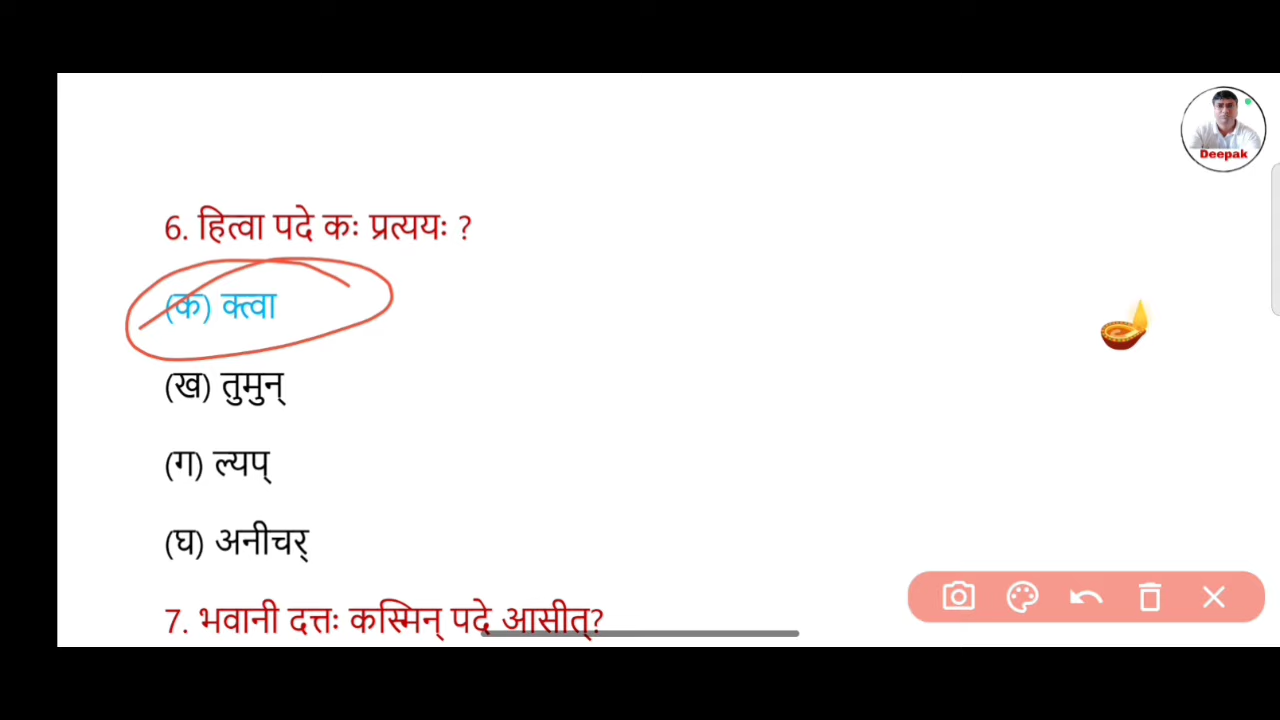 Deepak
6. हित्वा पदे कः प्रत्ययः ?
(क) क्त्वा
(ख) तुमुन्
(ग) ल्यप्
(घ) अनीचर्
7. भवानी दत्तः कस्मिन् पदे आसीत्?